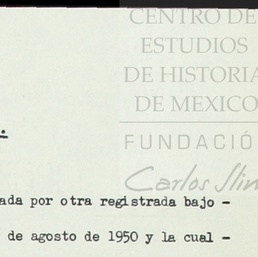 CENTRO DE
ESTUDIOS
DE HISTORIA
DE MEXICO
FUNDACIÓ
Carlos Slim
ada por otra registrada bajo -
de agosto de 1950 y la cual -